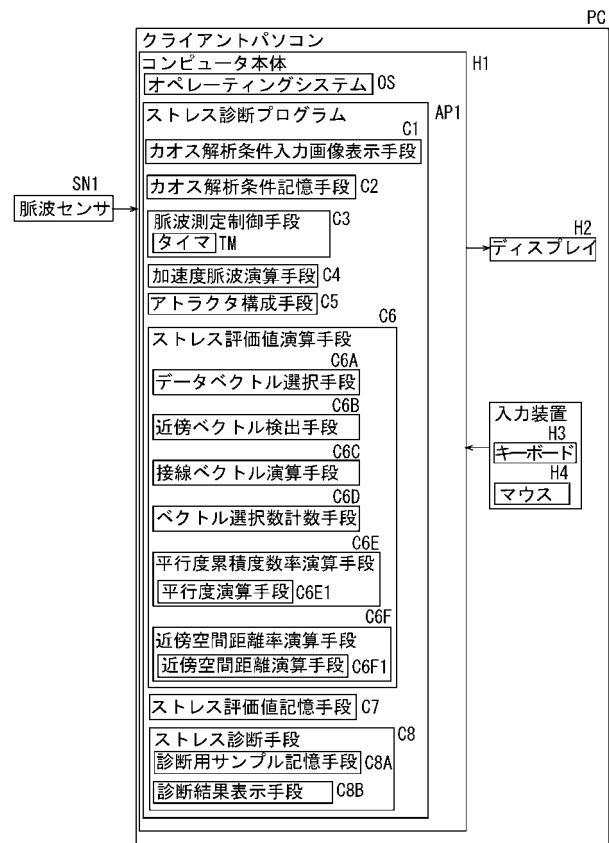 PC
クライアントパソコン
コンピュータ本体
H1
オペレーティングシステム
OS
ストレス診断プログラム
AP1
C1
カオス解析条件入力画像表示手段
SN1
脈波センサ
カオス解析条件記憶手段
C2
脈波測定制御手段
C3
タイマ
TM
H2
ディスプレイ
加速度脈波演算手段
C4
アトラクタ構成手段
C5
C6
ストレス評価値演算手段
C6A
データベクトル選択手段
C6B
近傍ベクトル検出手段
C6C
接線ベクトル演算手段
C6D
ベクトル選択数計数手段
入力装置
H3
キーボード
H4
マウス
C6E
平行度累積度数率演算手段
平行度演算手段
C6E1
C6F
近傍空間距離率演算手段
近傍空間距離演算手段
C6F1
ストレス評価値記憶手段
C7
ストレス診断手段
C8
診断用サンプル記憶手段
C8A
診断結果表示手段
C8B